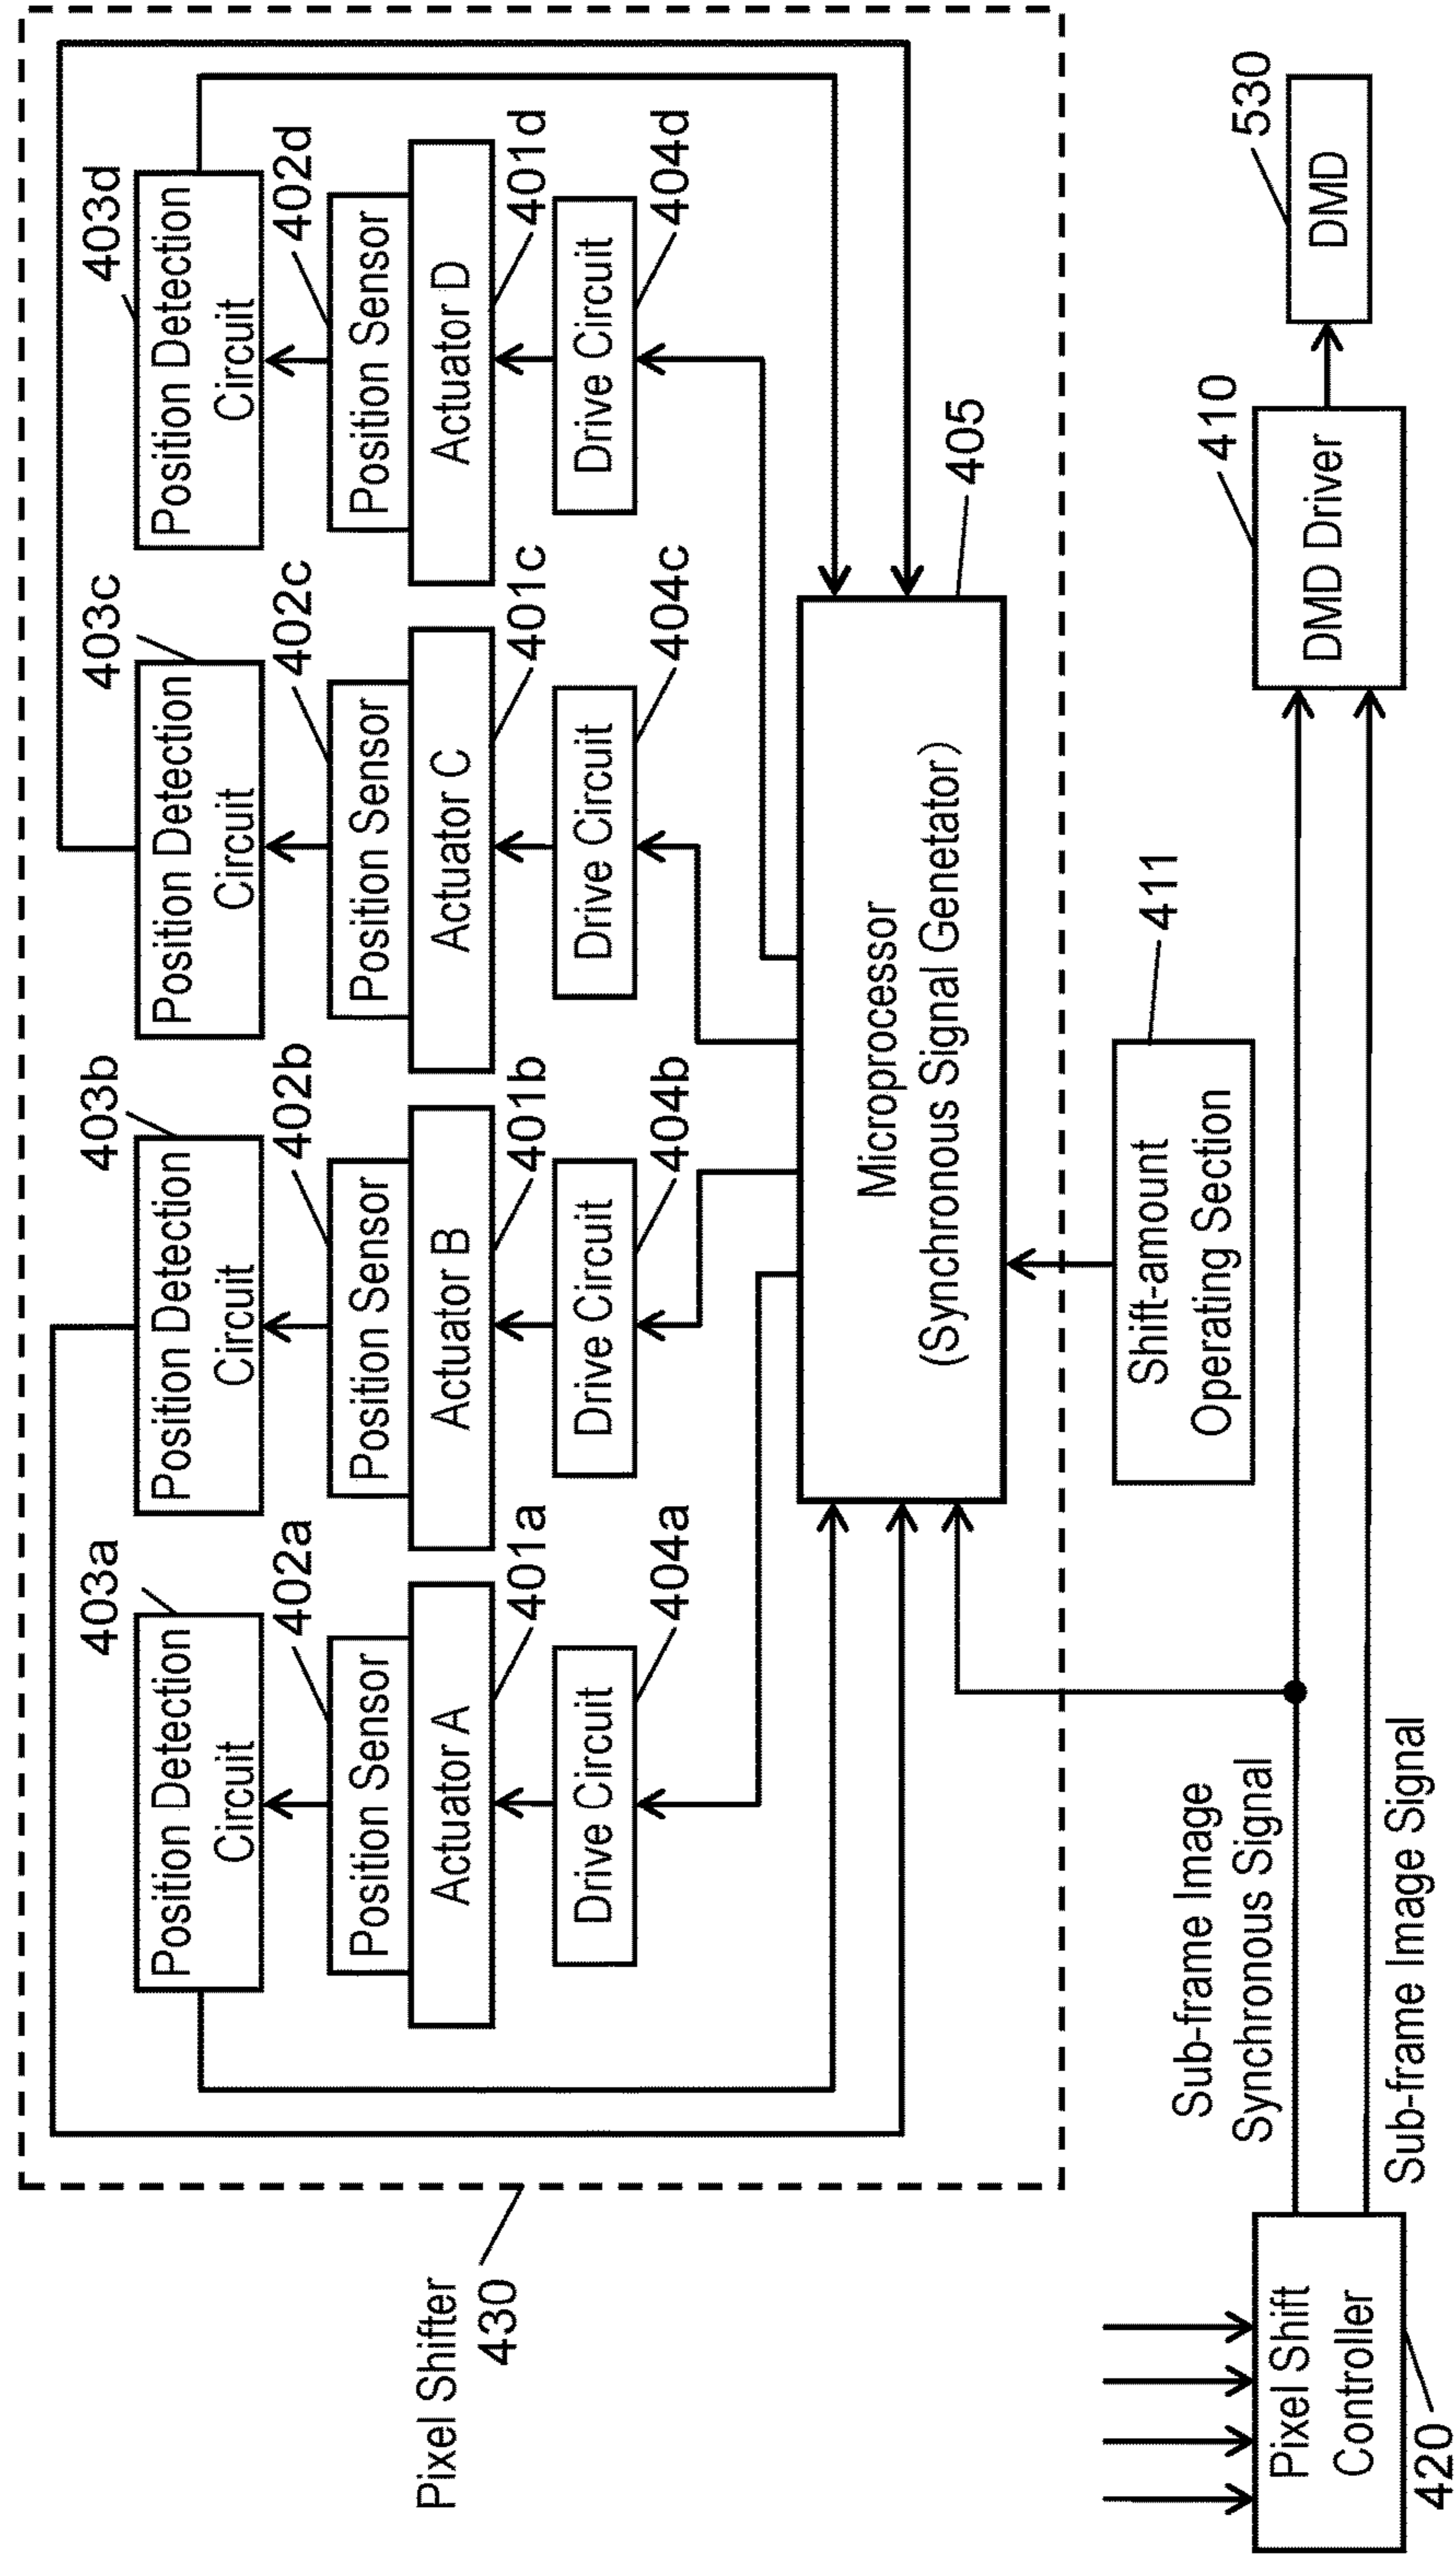 403a
Position Detection
Circuit
402a
Position Sensor
Actuator A
401a
Drive Circuit
404a
403b
Position Detection
Circuit
402b
Position Sensor
Actuator B
401b
Drive Circuit
404b
403c
Position Detection
Circuit
402c
Position Sensor
Actuator C
401c
Drive Circuit
404c
403d
Position Detection
Circuit
402d
Position Sensor
Actuator D
401d
Drive Circuit
404d
Pixel Shifter
430
Microprocessor
(Synchronous Signal Genetator)
405
Shift-amount
Operating Section
411
Pixel Shift
Controller
420
Sub-frame Image
Synchronous Signal
Sub-frame Image Signal
DMD Driver
410
DMD
530